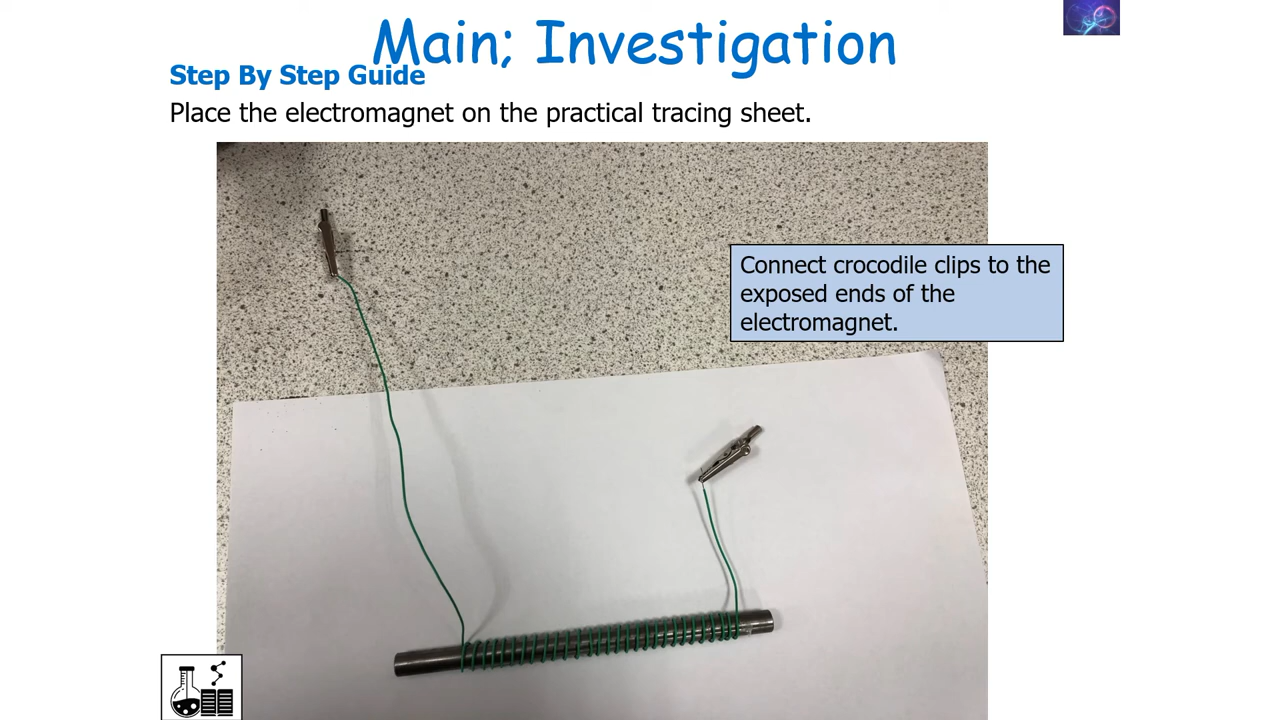 Main; Investigation
Step By Step Guide
Place the electromagnet on the practical tracing sheet.
Connect crocodile clips to the
exposed ends of the
electromagnet.